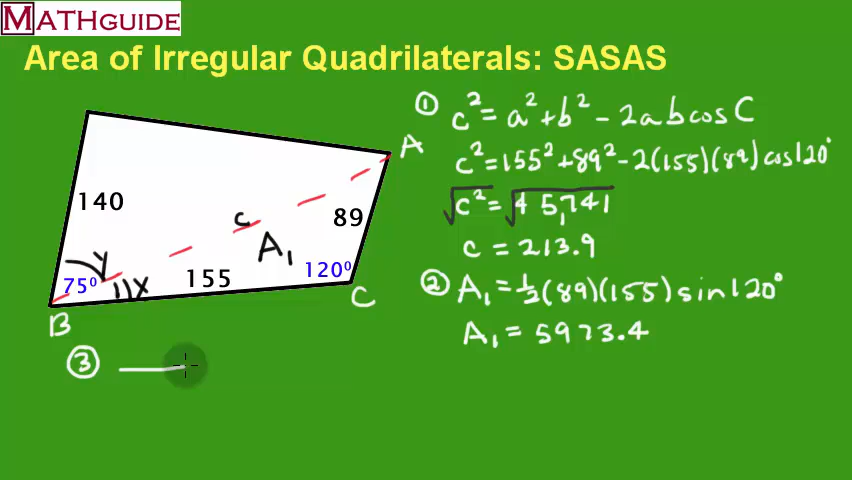 MATHGUIDE
Area of Irregular Quadrilaterals: SASAS
① c² = a² + b² - 2ab cos C
c² = 155² + 89² - 2(155)(89) cos 120°
√c² = √45,741
c = 213.9
② A₁ = ½(89)(155) sin 120°
A₁ = 5973.4
A
140
c
89
A₁
Y
75⁰
X
155
120⁰
C
B
③